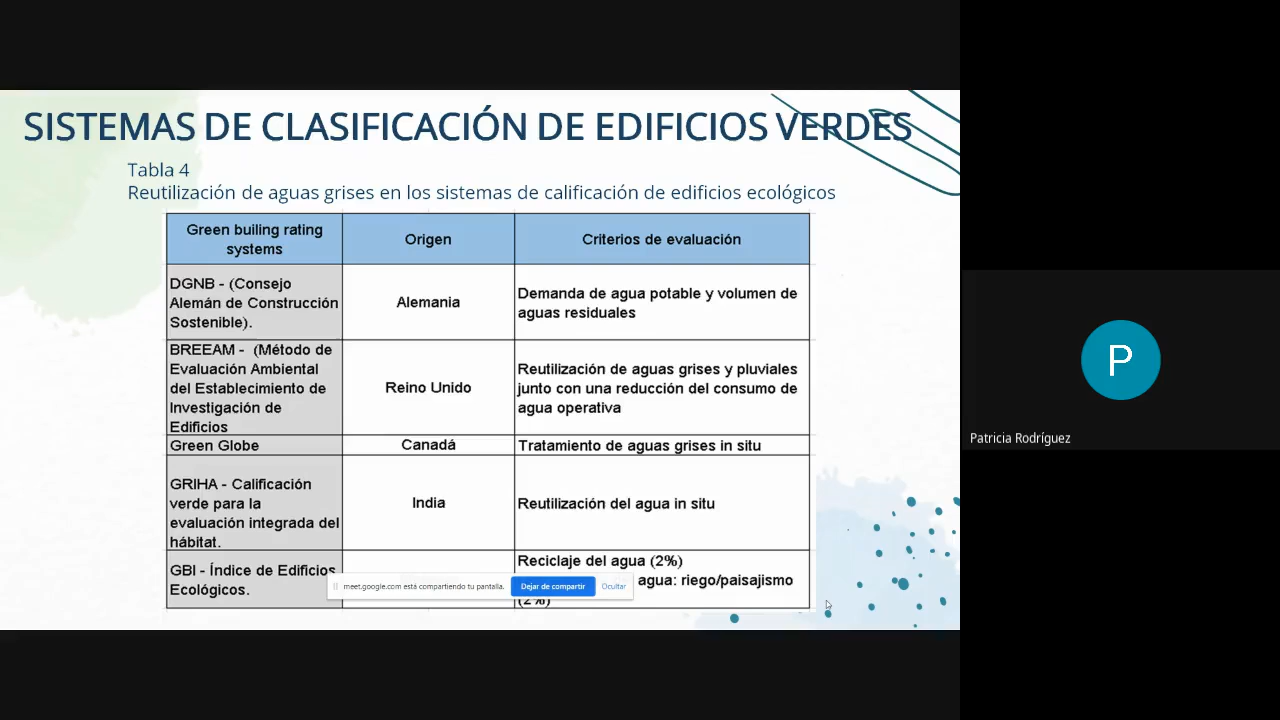 SISTEMAS DE CLASIFICACIÓN DE EDIFICIOS VERDES
Tabla 4
Reutilización de aguas grises en los sistemas de calificación de edificios ecológicos
Green builing rating
systems
Origen
Criterios de evaluación
DGNB - (Consejo
Alemán de Construcción
Sostenible).
Alemania
Demanda de agua potable y volumen de
aguas residuales
BREEAM - (Método de
Evaluación Ambiental
del Establecimiento de
Investigación de
Edificios
Reino Unido
Reutilización de aguas grises y pluviales
junto con una reducción del consumo de
agua operativa
Green Globe
Canadá
Tratamiento de aguas grises in situ
GRIHA - Calificación
verde para la
evaluación integrada del
hábitat.
India
Reutilización del agua in situ
GBI - Índice de Edificios
Ecológicos.
Reciclaje del agua (2%)
agua: riego/paisajismo
(2%)
meet.google.com está compartiendo tu pantalla.
Dejar de compartir
Ocultar
P
Patricia Rodríguez